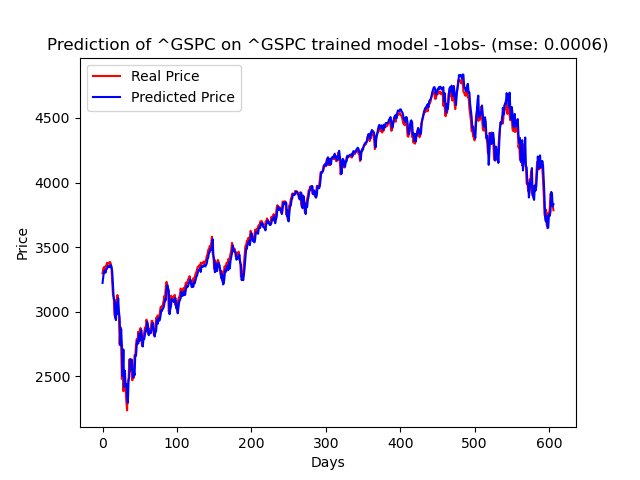 Prediction of ^GSPC on ^GSPC trained model -1obs- (mse: 0.0006)
Real Price
Predicted Price
4500
4000
3500
3000
2500
Price
0 100 200 300 400 500 600
Days